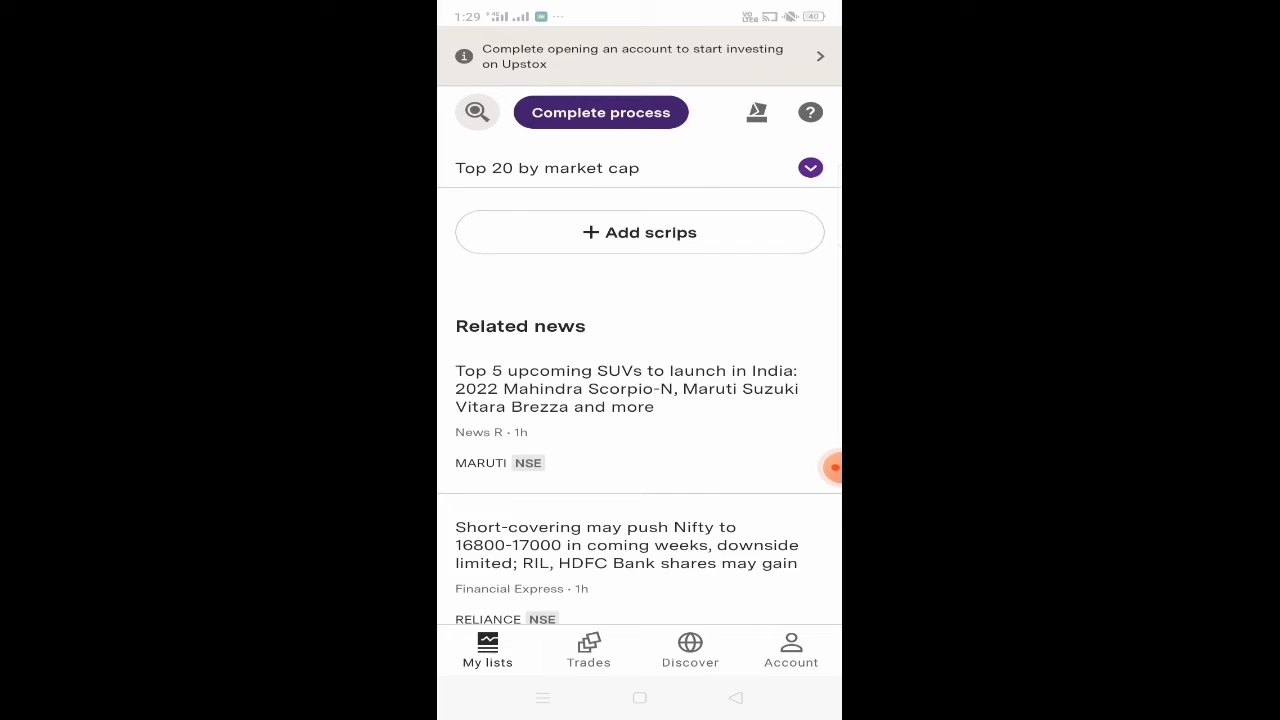 1:29
VO LTE
40
Complete opening an account to start investing
on Upstox
Complete process
Top 20 by market cap
+ Add scrips
Related news
Top 5 upcoming SUVs to launch in India:
2022 Mahindra Scorpio-N, Maruti Suzuki
Vitara Brezza and more
News R • 1h
MARUTI NSE
Short-covering may push Nifty to
16800-17000 in coming weeks, downside
limited; RIL, HDFC Bank shares may gain
Financial Express • 1h
RELIANCE NSE
My lists Trades Discover Account